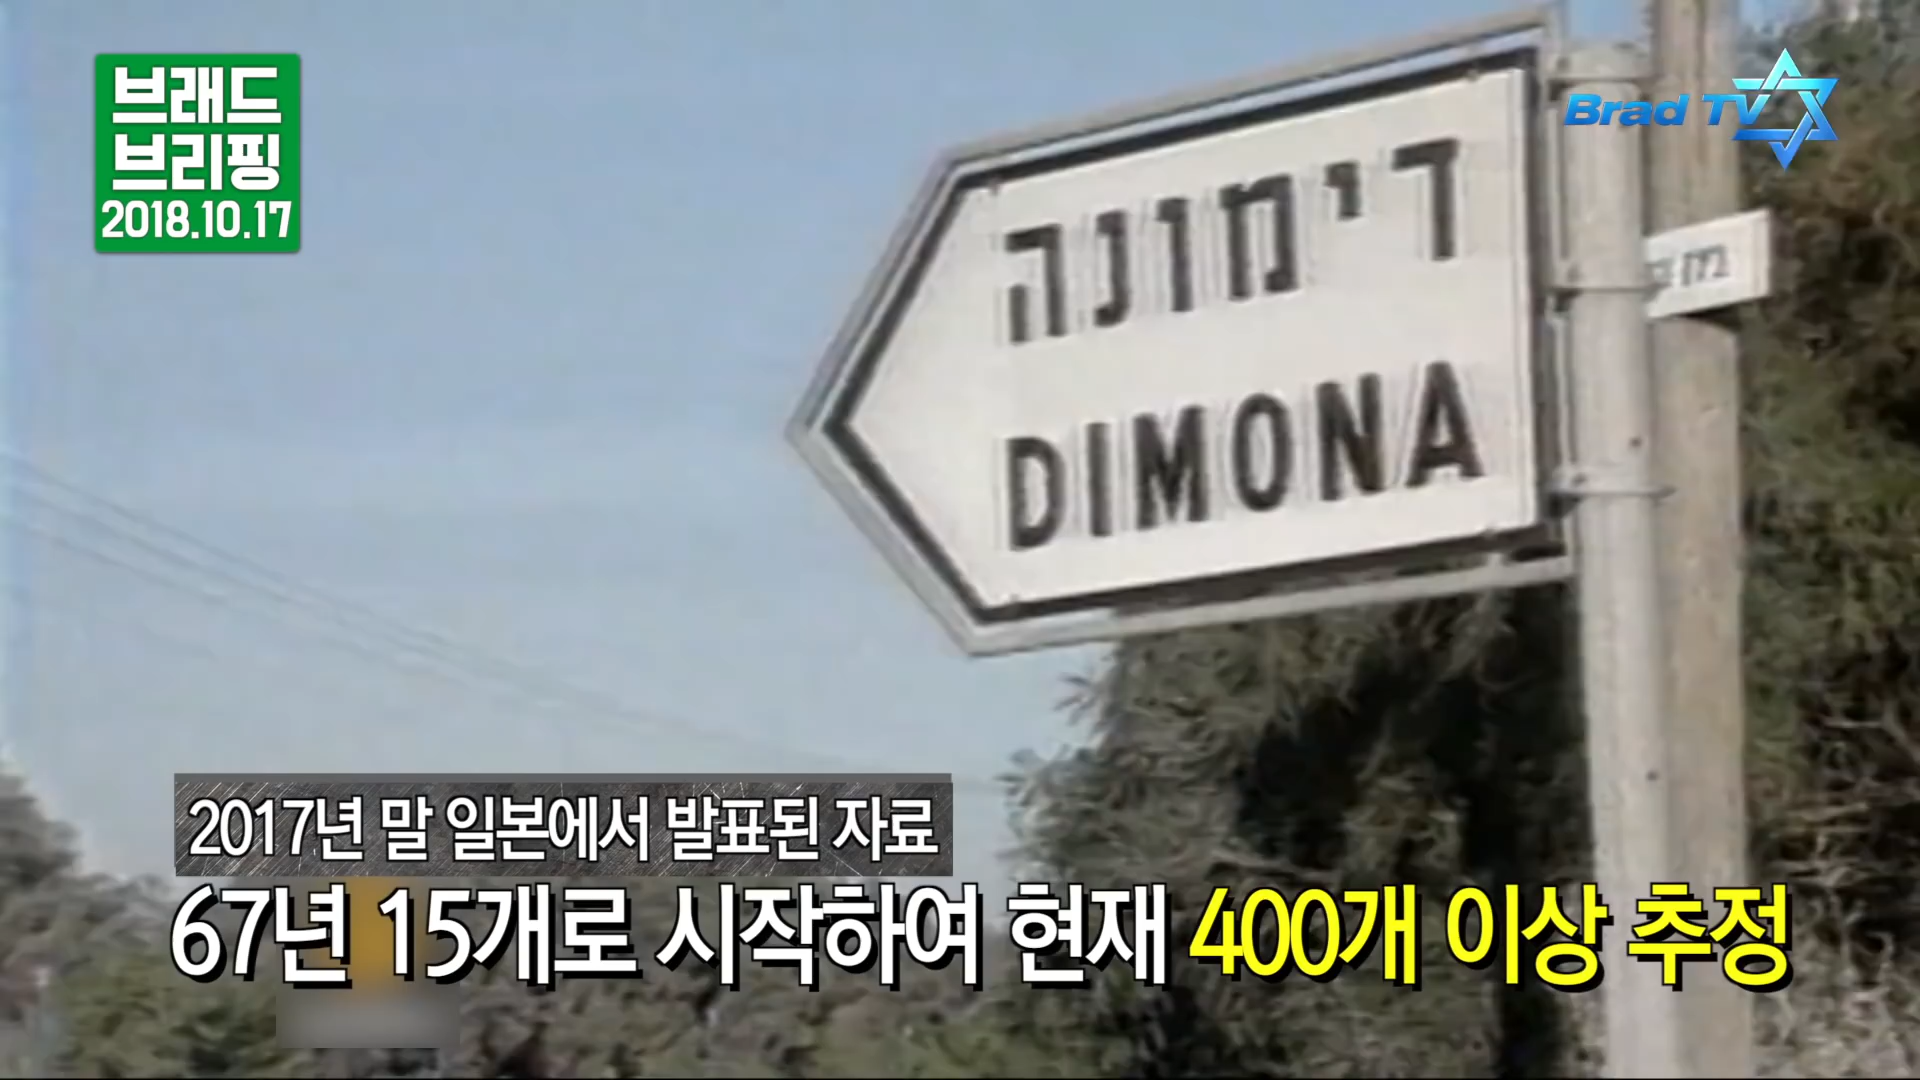 브래드
브리핑
2018.10.17
Brad TV
דימונה
DIMONA
2017년 말 일본에서 발표된 자료
67년 15개로 시작하여 현재 400개 이상 추정